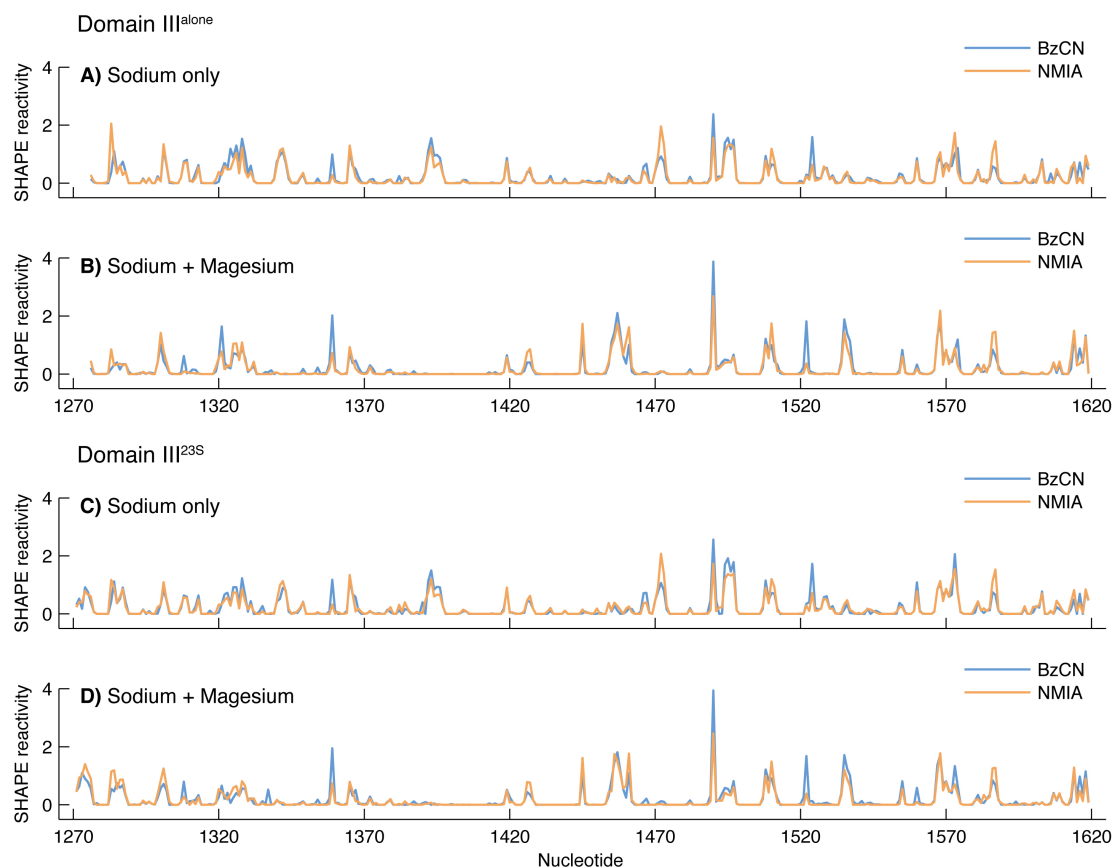 Domain IIIalone
BzCN
NMIA
A) Sodium only
SHAPE reactivity
4
2
0
BzCN
NMIA
B) Sodium + Magesium
SHAPE reactivity
4
2
0
1270 1320 1370 1420 1470 1520 1570 1620
Domain III23S
BzCN
NMIA
C) Sodium only
SHAPE reactivity
4
2
0
BzCN
NMIA
D) Sodium + Magesium
SHAPE reactivity
4
2
0
1270 1320 1370 1420 1470 1520 1570 1620
Nucleotide